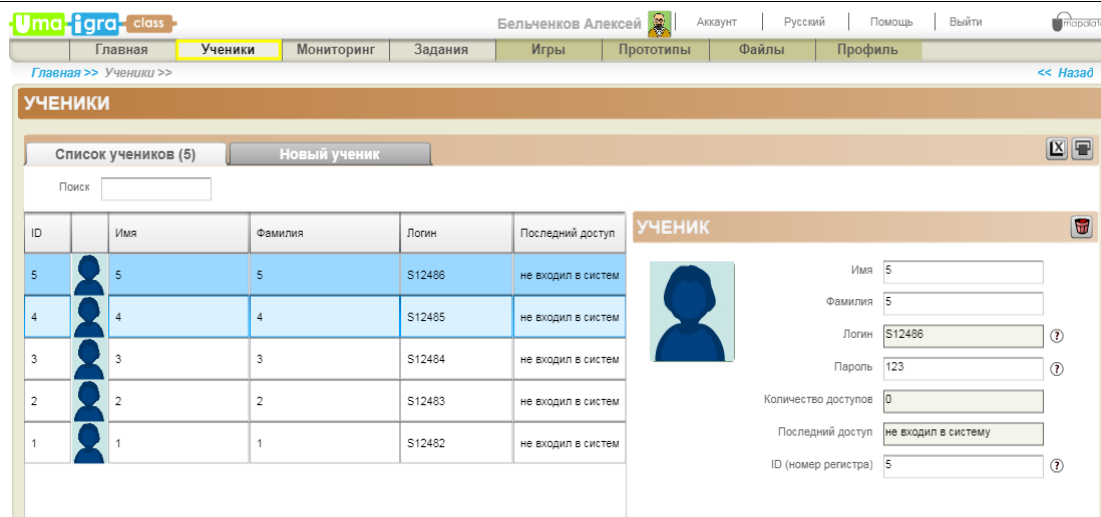 Uma-igra-class Бельченков Алексей Аккаунт Русский Помощь Выйти
Главная Ученики Мониторинг Задания Игры Прототипы Файлы Профиль
Главная >> Ученики >> << Назад
УЧЕНИКИ
Список учеников (5) Новый ученик
Поиск
ID Имя Фамилия Логин Последний доступ
5 5 5 S12486 не входил в систем
4 4 4 S12485 не входил в систем
3 3 3 S12484 не входил в систем
2 2 2 S12483 не входил в систем
1 1 1 S12482 не входил в систем
УЧЕНИК
Имя 5
Фамилия 5
Логин S12486 ?
Пароль 123 ?
Количество доступов 0
Последний доступ не входил в систему
ID (номер регистра) 5 ?